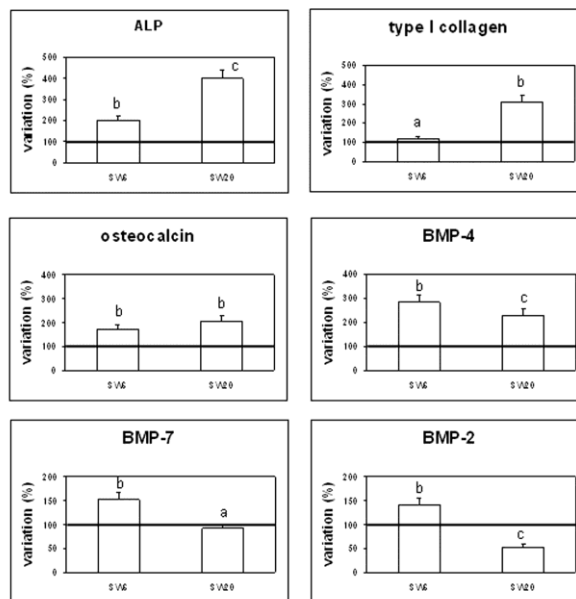 ALP
variation (%)
500
400
300
200
100
0
b
c
SW6
SW20
type I collagen
variation (%)
500
400
300
200
100
0
a
b
SW6
SW20
osteocalcin
variation (%)
400
300
200
100
0
b
b
SW6
SW20
BMP-4
variation (%)
400
300
200
100
0
b
c
SW6
SW20
BMP-7
variation (%)
200
150
100
50
0
b
a
SW6
SW20
BMP-2
variation (%)
200
150
100
50
0
b
c
SW6
SW20